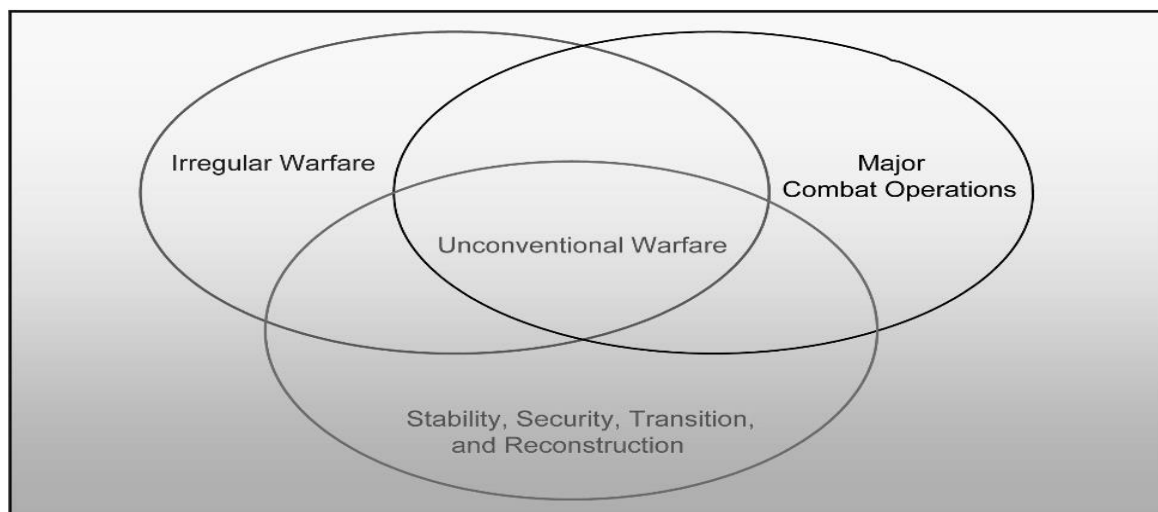 Irregular Warfare
Major
Combat Operations
Unconventional Warfare
Stability, Security, Transition,
and Reconstruction